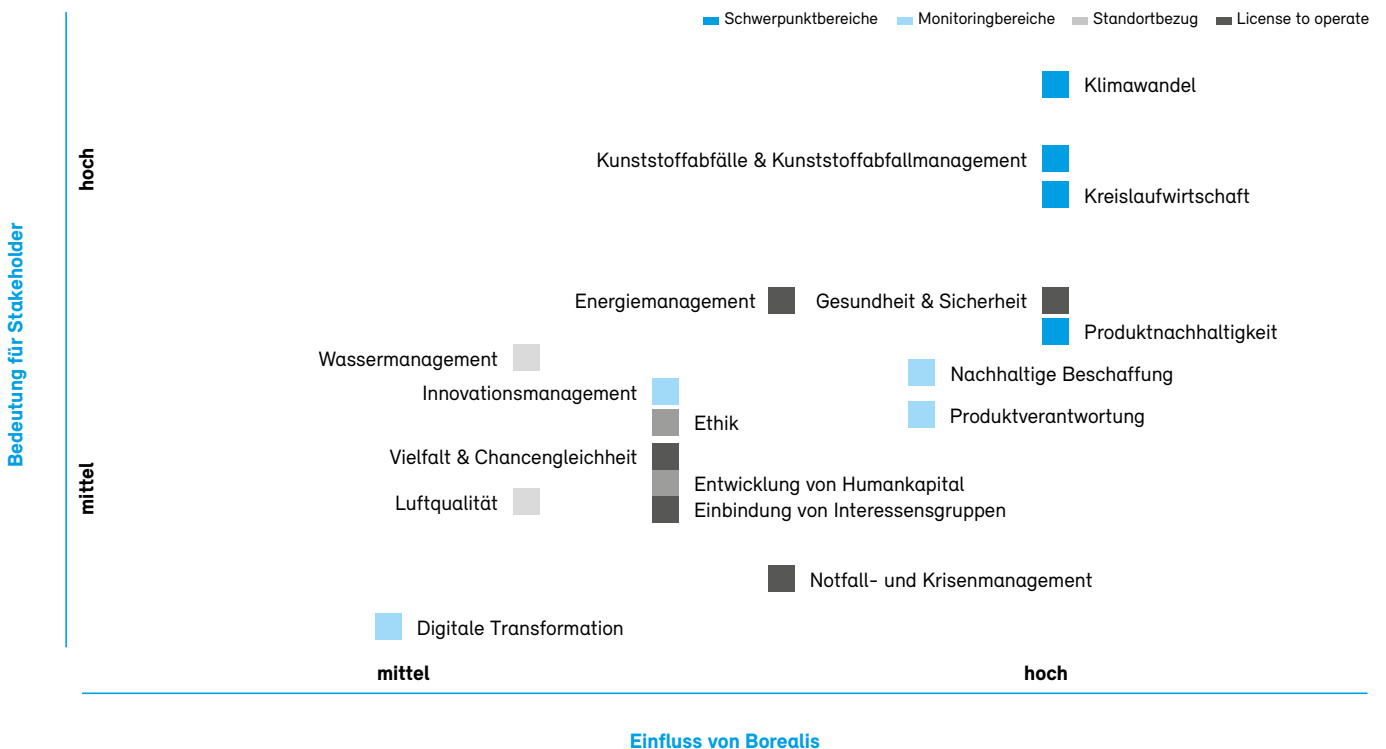 Schwerpunktbereiche Monitoringbereiche Standortbezug License to operate
Klimawandel
hoch
Kunststoffabfälle & Kunststoffabfallmanagement
Kreislaufwirtschaft
Bedeutung für Stakeholder
Energiemanagement
Gesundheit & Sicherheit
Produktnachhaltigkeit
Wassermanagement
Nachhaltige Beschaffung
Innovationsmanagement
Produktverantwortung
Ethik
Vielfalt & Chancengleichheit
mittel
Entwicklung von Humankapital
Luftqualität
Einbindung von Interessensgruppen
Notfall- und Krisenmanagement
Digitale Transformation
mittel
hoch
Einfluss von Borealis